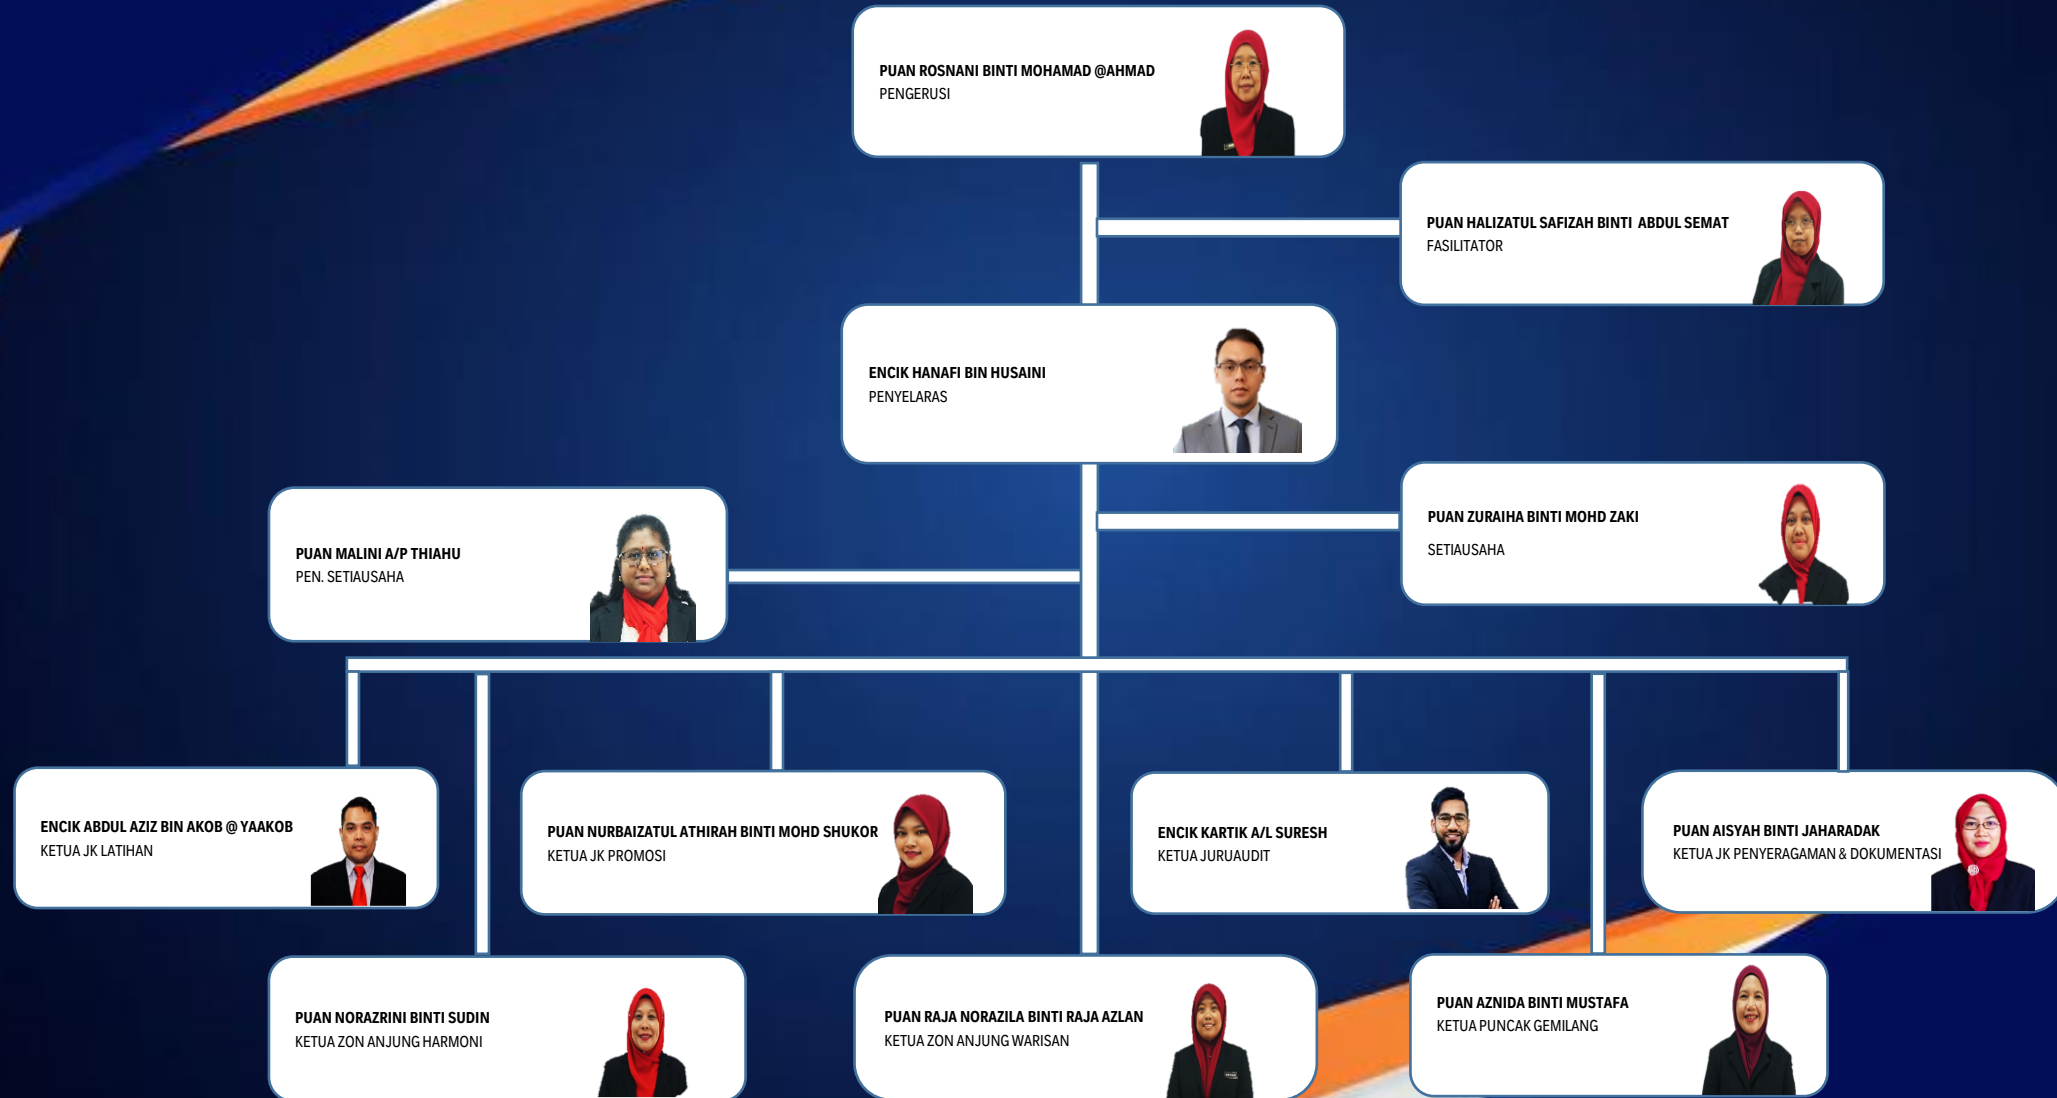 PUAN ROSNANI BINTI MOHAMAD @AHMAD
PENGERUSI
PUAN HALIZATUL SAFIZAH BINTI ABDUL SEMAT
FASILITATOR
ENCIK HANAFI BIN HUSAINI
PENYELARAS
PUAN ZURAIHA BINTI MOHD ZAKI
SETIAUSAHA
PUAN MALINI A/P THIAHU
PEN. SETIAUSAHA
ENCIK ABDUL AZIZ BIN AKOB @ YAAKOB
KETUA JK LATIHAN
PUAN NURBAIZATUL ATHIRAH BINTI MOHD SHUKOR
KETUA JK PROMOSI
ENCIK KARTIK A/L SURESH
KETUA JURUAUDIT
PUAN AISYAH BINTI JAHARADAK
KETUA JK PENYERAGAMAN & DOKUMENTASI
PUAN NORAZRINI BINTI SUDIN
KETUA ZON ANJUNG HARMONI
PUAN RAJA NORAZILA BINTI RAJA AZLAN
KETUA ZON ANJUNG WARISAN
PUAN AZNIDA BINTI MUSTAFA
KETUA PUNCAK GEMILANG